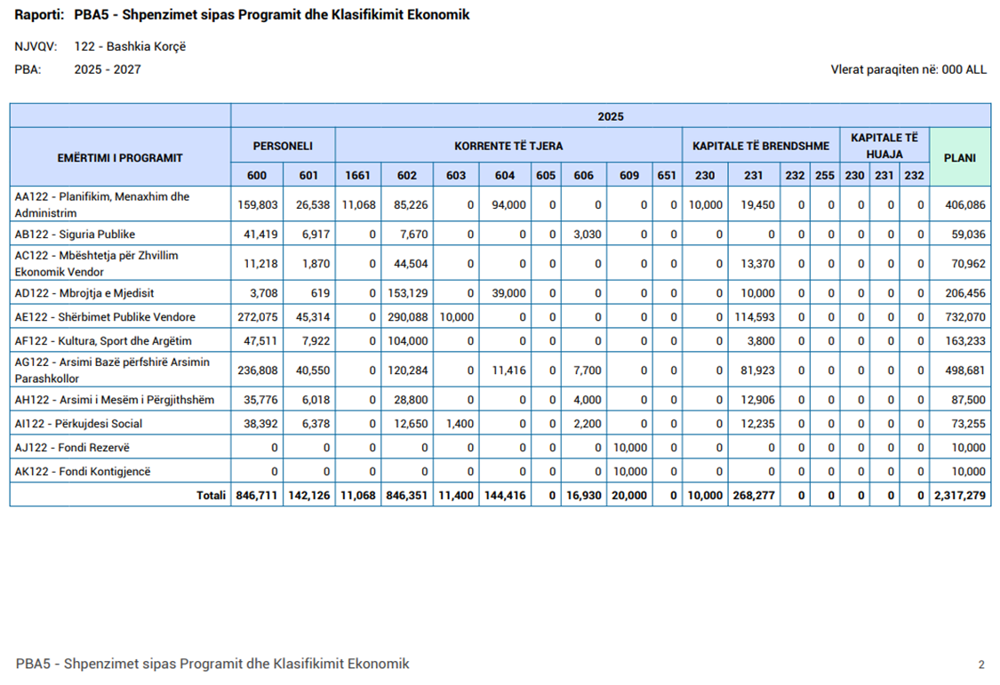 Raporti: PBA5 - Shpenzimet sipas Programit dhe Klasifikimit Ekonomik
NJVQV: 122 - Bashkia Korçë
PBA: 2025 - 2027 Vlerat paraqiten në: 000 ALL
2025
EMËRTIMI I PROGRAMIT PERSONELI KORRENTE TË TJERA KAPITALE TË BRENDSHME KAPITALE TË HUAJA PLANI
600 601 1661 602 603 604 605 606 609 651 230 231 232 255 230 231 232
AA122 - Planifikim, Menaxhim dhe
Administrim 159,803 26,538 11,068 85,226 0 94,000 0 0 0 0 10,000 19,450 0 0 0 0 0 406,086
AB122 - Siguria Publike 41,419 6,917 0 7,670 0 0 0 3,030 0 0 0 0 0 0 0 0 0 59,036
AC122 - Mbështetja për Zhvillim
Ekonomik Vendor 11,218 1,870 0 44,504 0 0 0 0 0 0 0 13,370 0 0 0 0 0 70,962
AD122 - Mbrojtja e Mjedisit 3,708 619 0 153,129 0 39,000 0 0 0 0 0 10,000 0 0 0 0 0 206,456
AE122 - Shërbimet Publike Vendore 272,075 45,314 0 290,088 10,000 0 0 0 0 0 0 114,593 0 0 0 0 0 732,070
AF122 - Kultura, Sport dhe Argëtim 47,511 7,922 0 104,000 0 0 0 0 0 0 0 3,800 0 0 0 0 0 163,233
AG122 - Arsimi Bazë përfshirë Arsimin
Parashkollor 236,808 40,550 0 120,284 0 11,416 0 7,700 0 0 0 81,923 0 0 0 0 0 498,681
AH122 - Arsimi i Mesëm i Përgjithshëm 35,776 6,018 0 28,800 0 0 0 4,000 0 0 0 12,906 0 0 0 0 0 87,500
AI122 - Përkujdesi Social 38,392 6,378 0 12,650 1,400 0 0 2,200 0 0 0 12,235 0 0 0 0 0 73,255
AJ122 - Fondi Rezervë 0 0 0 0 0 0 0 0 10,000 0 0 0 0 0 0 0 0 10,000
AK122 - Fondi Kontigjencë 0 0 0 0 0 0 0 0 10,000 0 0 0 0 0 0 0 0 10,000
Totali 846,711 142,126 11,068 846,351 11,400 144,416 0 16,930 20,000 0 10,000 268,277 0 0 0 0 0 2,317,279
PBA5 - Shpenzimet sipas Programit dhe Klasifikimit Ekonomik 2